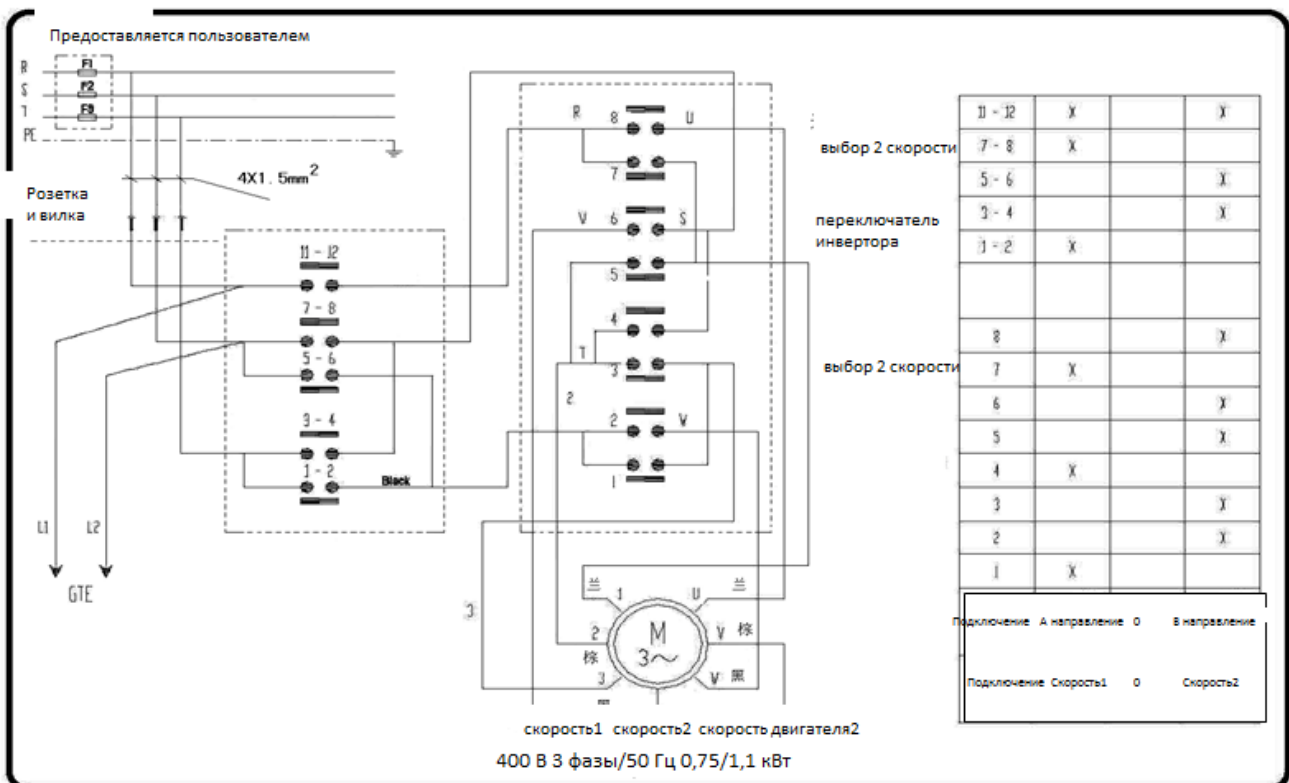 Предоставляется пользователем
R
F1
S
F2
T
F3
PE
4X1.5mm²
Розетка
и вилка
11 - 12
7 - 8
5 - 6
3 - 4
1 - 2
Black
L1
L2
GTE
R
8
U
7
V
6
S
5
4
T
3
2
2
W
1
3
兰
1
U
兰
2
M
3~
V
棕
棕
3
W
黑
выбор 2 скорости
переключатель
инвертора
выбор 2 скорости
11 - 12 X X
7 - 8 X
5 - 6 X
3 - 4 X
1 - 2 X
8 X
7 X
6 X
5 X
4 X
3 X
2 X
1 X
Подключение А направление 0 В направление
Подключение Скорость1 0 Скорость2
скорость1 скорость2 скорость двигателя2
400 В 3 фазы/50 Гц 0,75/1,1 кВт